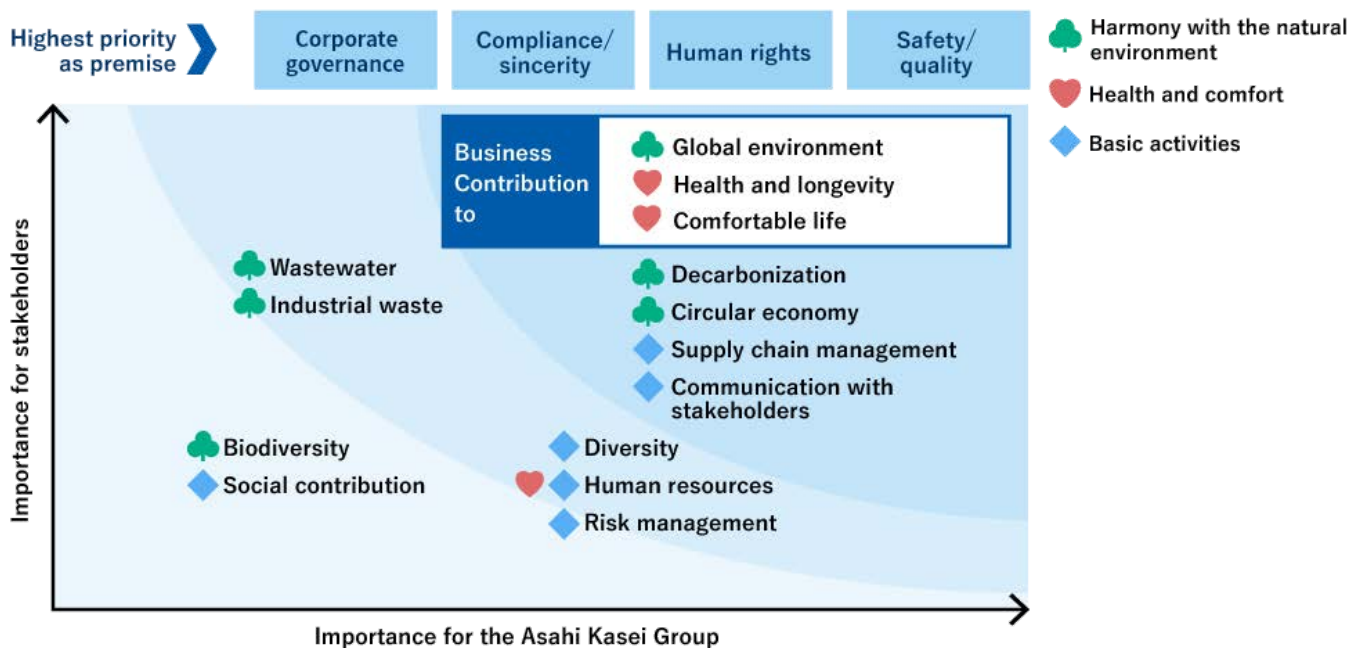 Highest priority
as premise
Corporate
governance
Compliance/
sincerity
Human rights
Safety/
quality
Harmony with the natural
environment
Health and comfort
Basic activities
Importance for stakeholders
Business
Contribution
to
Global environment
Health and longevity
Comfortable life
Wastewater
Industrial waste
Decarbonization
Circular economy
Supply chain management
Communication with
stakeholders
Biodiversity
Social contribution
Diversity
Human resources
Risk management
Importance for the Asahi Kasei Group